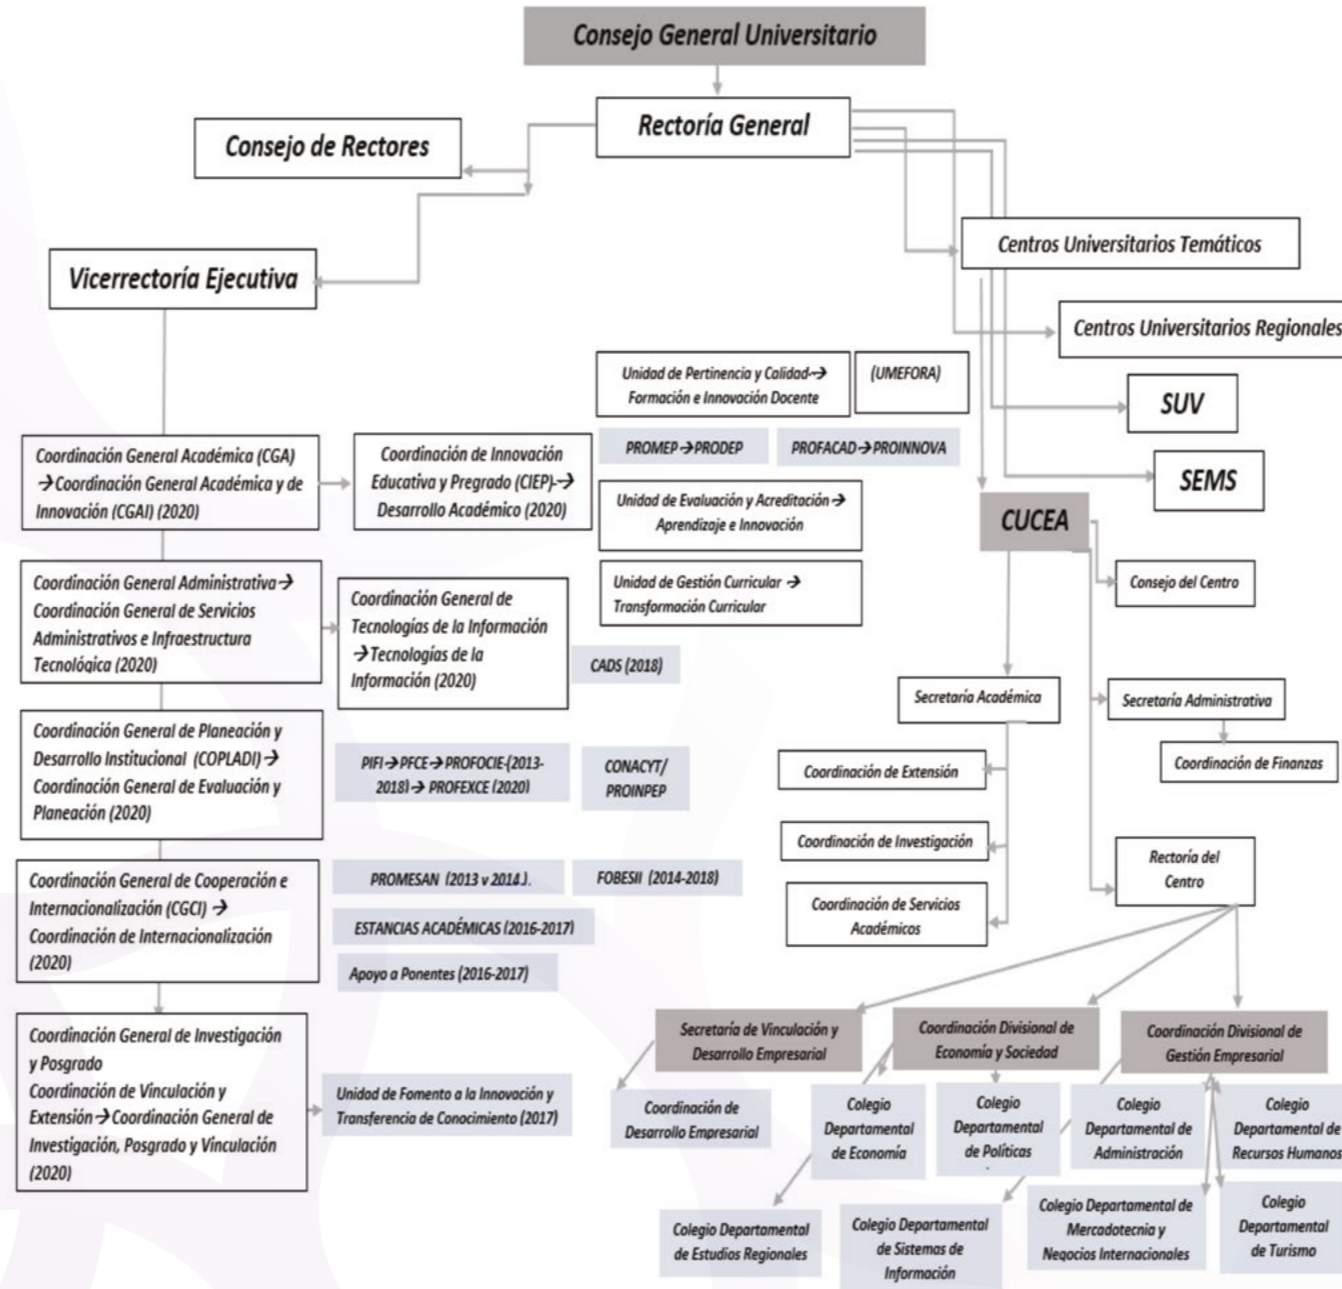 Consejo General Universitario
Rectoría General
Consejo de Rectores
Centros Universitarios Temáticos
Vicerrectoría Ejecutiva
Centros Universitarios Regionales
Unidad de Pertinencia y Calidad→
Formación e Innovación Docente
(UMEFORA)
SUV
PROMEP→PRODEP
PROFACAD→PROINNOVA
SEMS
Coordinación General Académica (CGA)
→Coordinación General Académica y de
Innovación (CGAI) (2020)
Coordinación de Innovación
Educativa y Pregrado (CIEP)-→
Desarrollo Académico (2020)
Unidad de Evaluación y Acreditación →
Aprendizaje e Innovación
CUCEA
Consejo del Centro
Unidad de Gestión Curricular →
Transformación Curricular
Coordinación General Administrativa→
Coordinación General de Servicios
Administrativos e Infraestructura
Tecnológica (2020)
Coordinación General de
Tecnologías de la Información
→Tecnologías de la
Información (2020)
CADS (2018)
Secretaría Académica
Secretaría Administrativa
Coordinación General de Planeación y
Desarrollo Institucional (COPLADI) →
Coordinación General de Evaluación y
Planeación (2020)
PIFI→PFCE→PROFOCIE-(2013-
2018)→ PROFEXCE (2020)
CONACYT/
PROINPEP
Coordinación de Extensión
Coordinación de Finanzas
Coordinación de Investigación
Rectoría del
Centro
Coordinación General de Cooperación e
Internacionalización (CGCI) →
Coordinación de Internacionalización
(2020)
PROMESAN (2013 v 2014 ).
FOBESII (2014-2018)
Coordinación de Servicios
Académicos
ESTANCIAS ACADÉMICAS (2016-2017)
Apoyo a Ponentes (2016-2017)
Coordinación General de Investigación
y Posgrado
Coordinación de Vinculación y
Extensión→Coordinación General de
Investigación, Posgrado y Vinculación
(2020)
Unidad de Fomento a la Innovación y
Transferencia de Conocimiento (2017)
Secretaría de Vinculación y
Desarrollo Empresarial
Coordinación Divisional de
Economía y Sociedad
Coordinación Divisional de
Gestión Empresarial
Coordinación de
Desarrollo Empresarial
Colegio
Departamental
de Economía
Colegio
Departamental
de Políticas
.
Colegio
Departamental de
Administración
Colegio
Departamental de
Recursos Humanos
Colegio Departamental
de Estudios Regionales
Colegio Departamental
de Sistemas de
Información
Colegio Departamental de
Mercadotecnia y
Negocios Internacionales
Colegio
Departamental
de Turismo